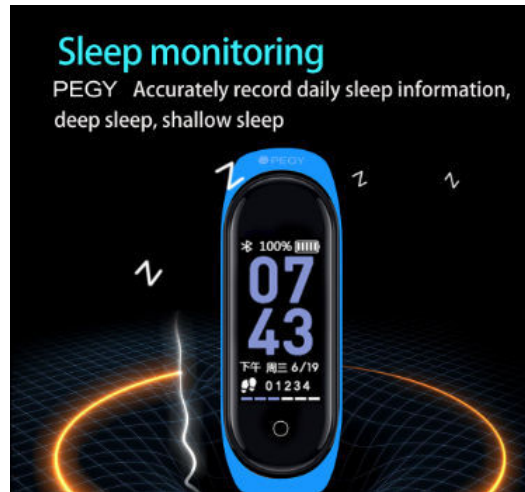 Sleep monitoring
PEGY Accurately record daily sleep information,
deep sleep, shallow sleep
PEGY
Z
Z
Z
Z
100%
07
43
下午 周三 6/19
01234